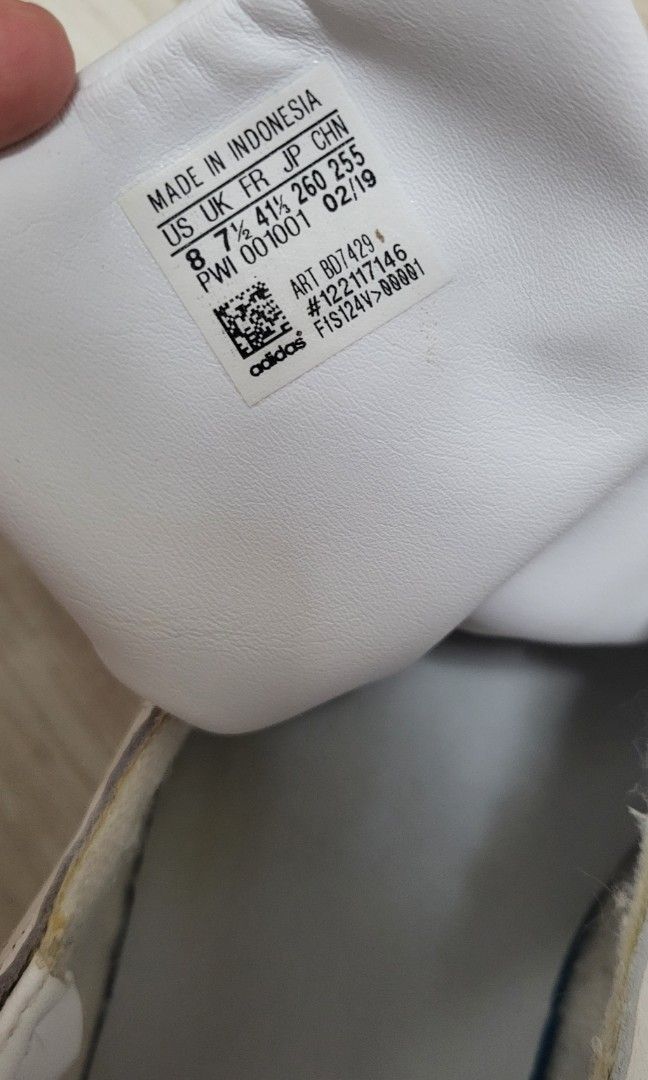 MADE IN INDONESIA
US UK FR JP CHN
8 7½ 41⅓ 260 255
PWI 001001 02/19
ART BD7429
#122117146
F1S124V>00001
adidas